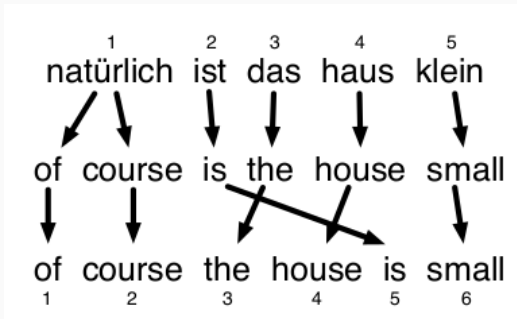 1 2 3 4 5
natürlich ist das haus klein
of course is the house small
of course the house is small
1 2 3 4 5 6